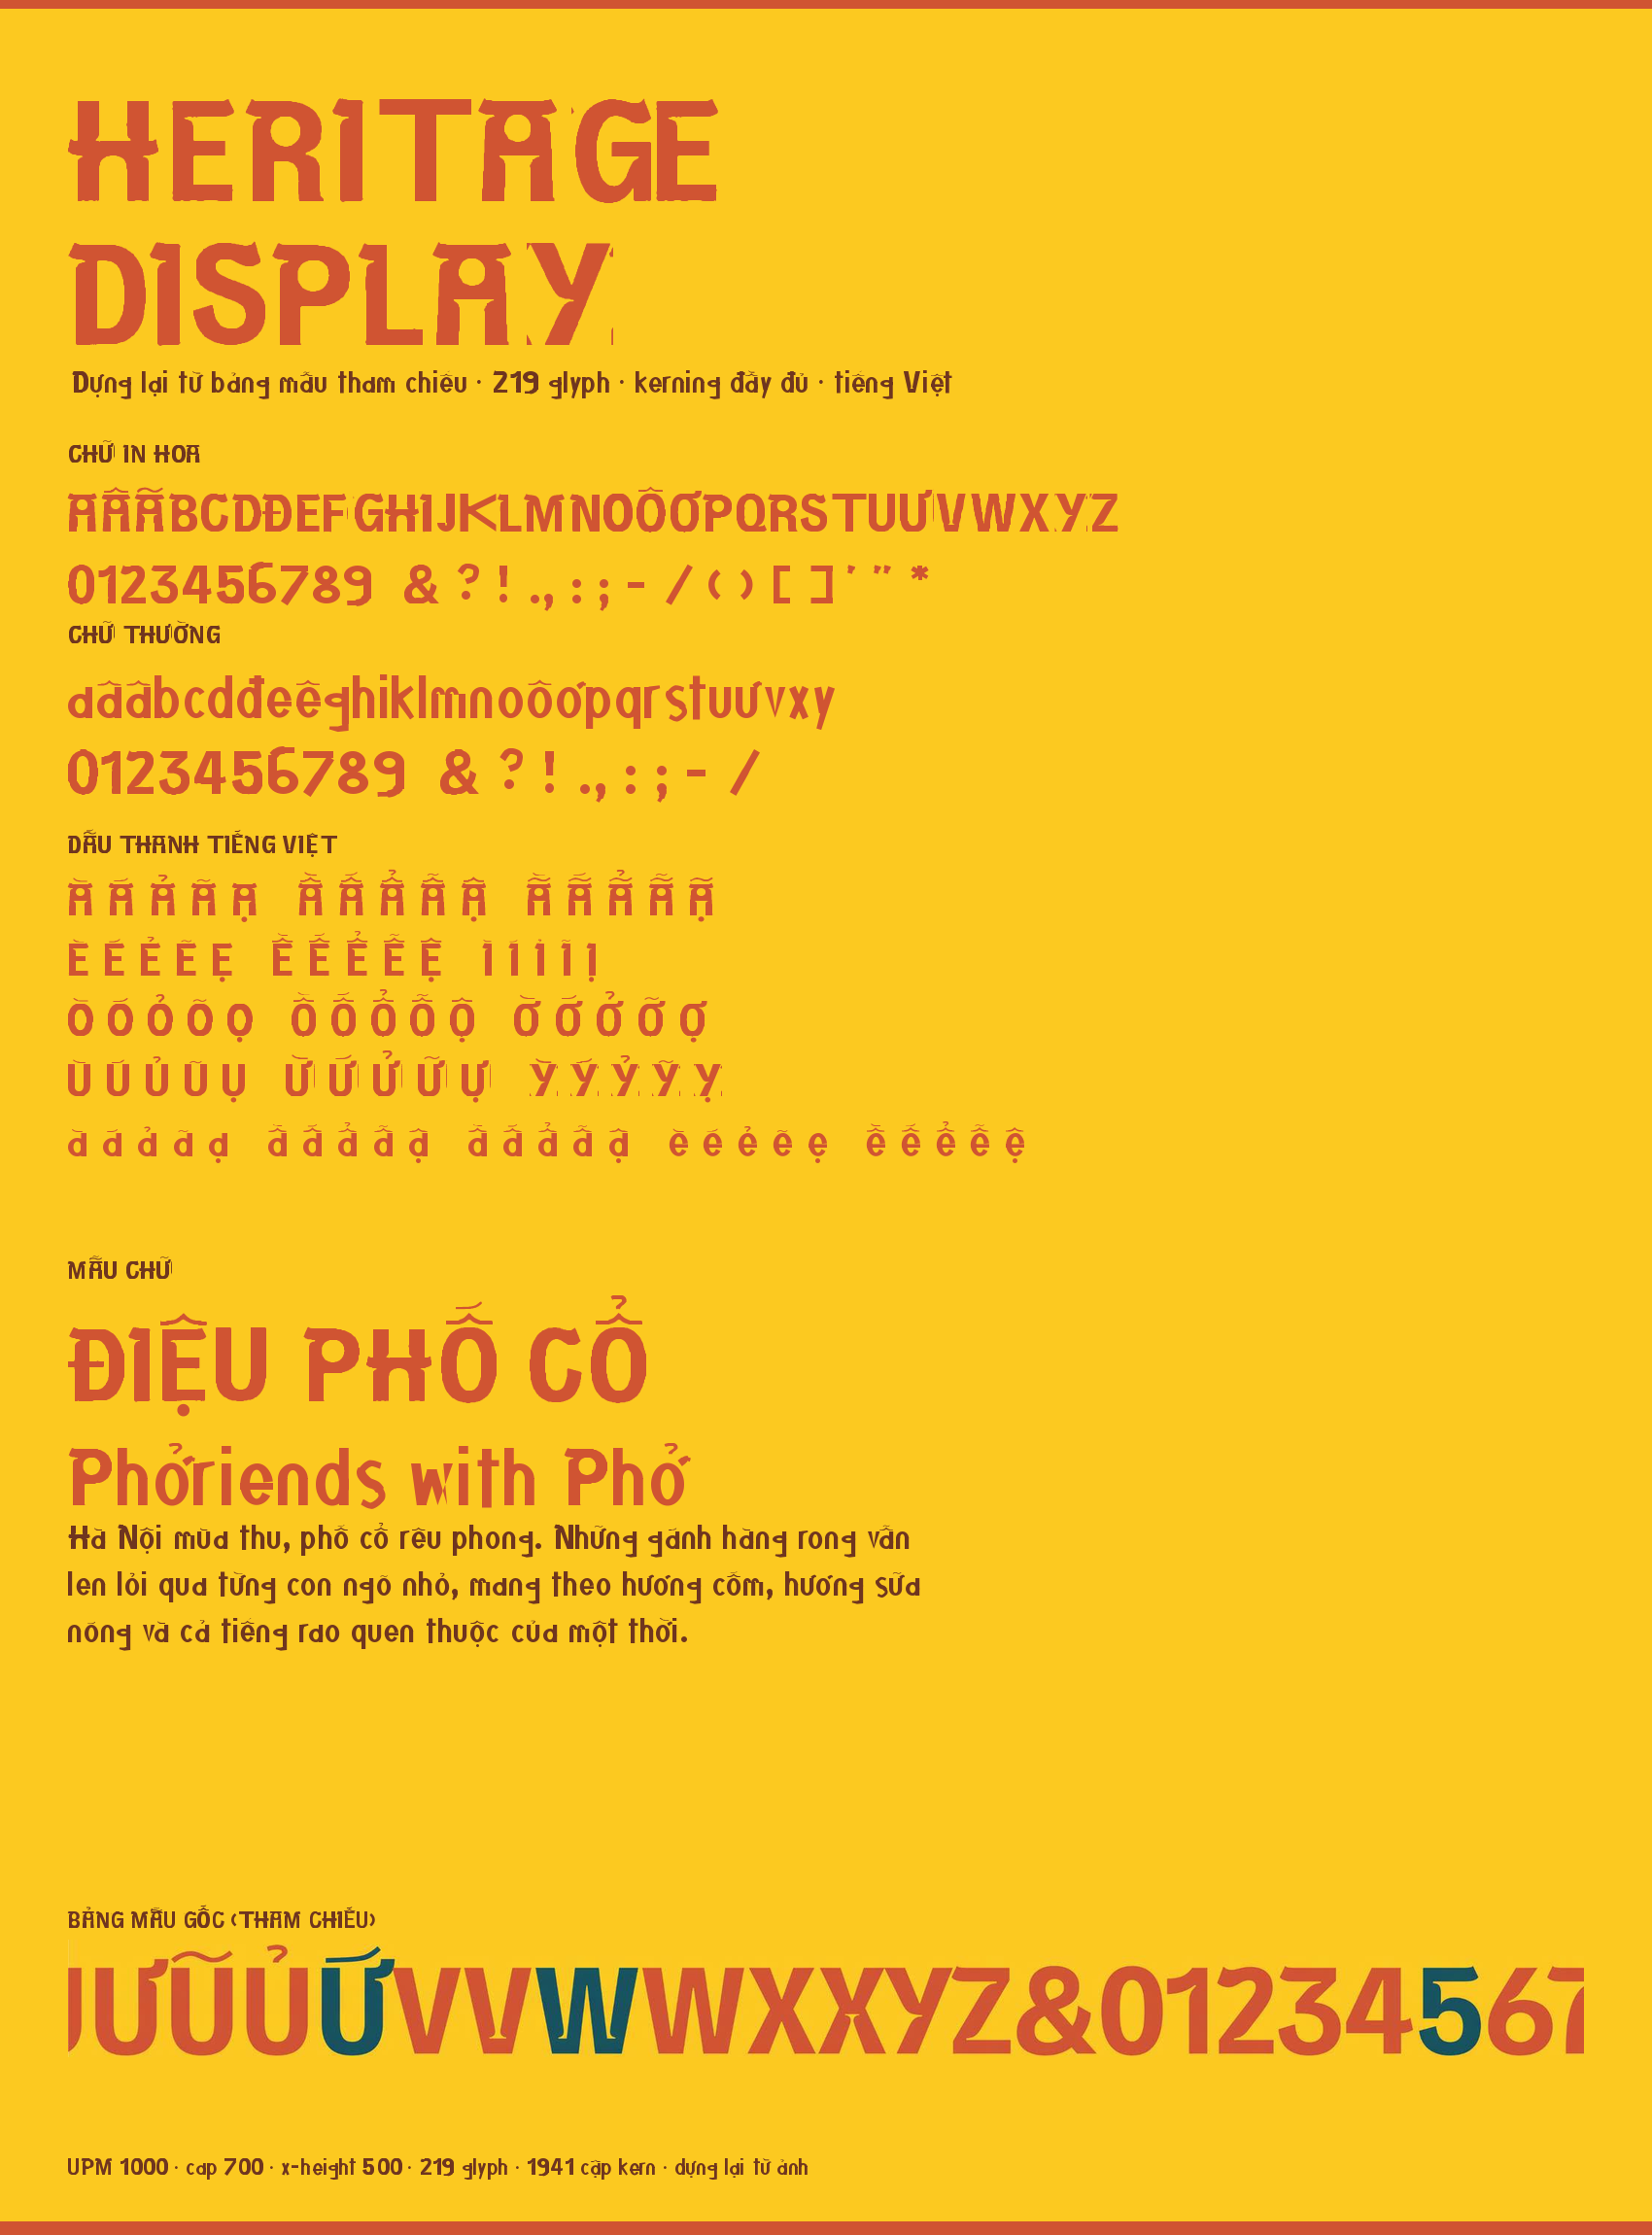 HERITAGE
DISPLAY
Dựng lại từ bảng mẫu tham chiếu · 219 glyph · kerning đầy đủ · tiếng Việt
CHỮ IN HOA
AÂÃBCDĐEFGHIJKLMNOÔƠPQRSTUƯVWXYZ
0123456789 & ? ! ., : ; - / ( ) [ ] ' " *
CHỮ THƯỜNG
aââbcdđeêghiklmnoôơpqrstuưvxy
0123456789 & ? ! ., : ; - /
DẤU THANH TIẾNG VIỆT
À Á Ả Ã Ạ Ầ Ấ Ẩ Ẫ Ậ Ằ Ắ Ẳ Ẵ Ặ
È É Ẻ Ẽ Ẹ Ề Ế Ể Ễ Ệ Ì Í Ỉ Ĩ Ị
Ò Ó Ỏ Õ Ọ Ồ Ố Ổ Ỗ Ộ Ờ Ớ Ở Ỡ Ợ
Ù Ú Ủ Ũ Ụ Ừ Ứ Ử Ữ Ự Ỳ Ý Ỷ Ỹ Ỵ
à á ả ã ạ ầ ấ ẩ ẫ ậ ầ ấ ẩ ẫ ậ è é ẻ ẽ ẹ ề ế ể ễ ệ
MẪU CHỮ
ĐIỆU PHỐ CỔ
Phởriends with Phở
Hà Nội mùa thu, phố cổ rêu phong. Những gánh hàng rong vẫn
len lỏi qua từng con ngõ nhỏ, mang theo hương cốm, hương sữa
nóng và cả tiếng rao quen thuộc của một thời.
BẢNG MẪU GỐC (THAM CHIẾU)
ƯŨỦỨVVWWXXYZ&01234567
UPM 1000 · cap 700 · x-height 500 · 219 glyph · 1941 cặp kern · dựng lại từ ảnh